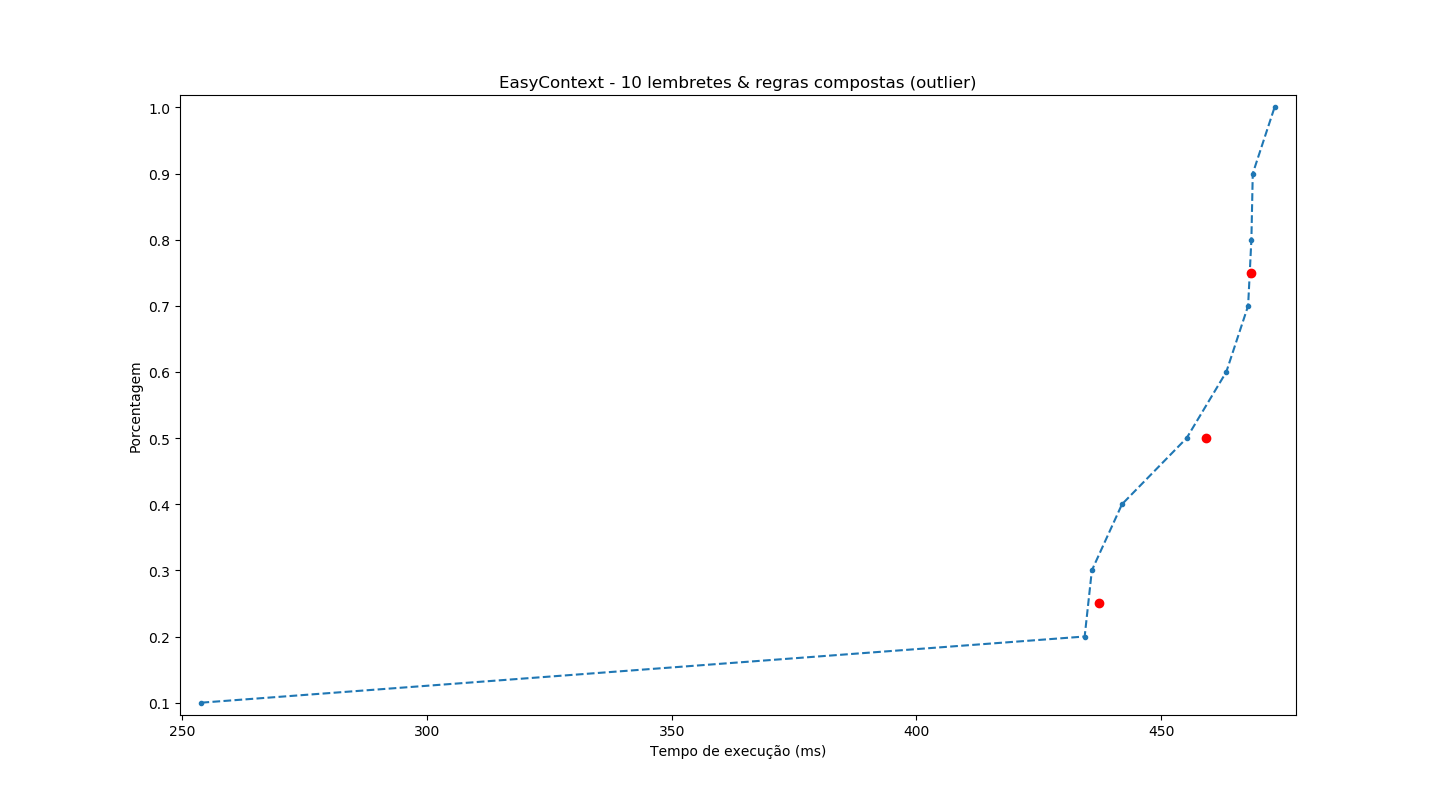 EasyContext - 10 lembretes & regras compostas (outlier)
1.0
0.9
0.8
0.7
0.6
0.5
0.4
0.3
0.2
0.1
Porcentagem
250 300 350 400 450
Tempo de execução (ms)